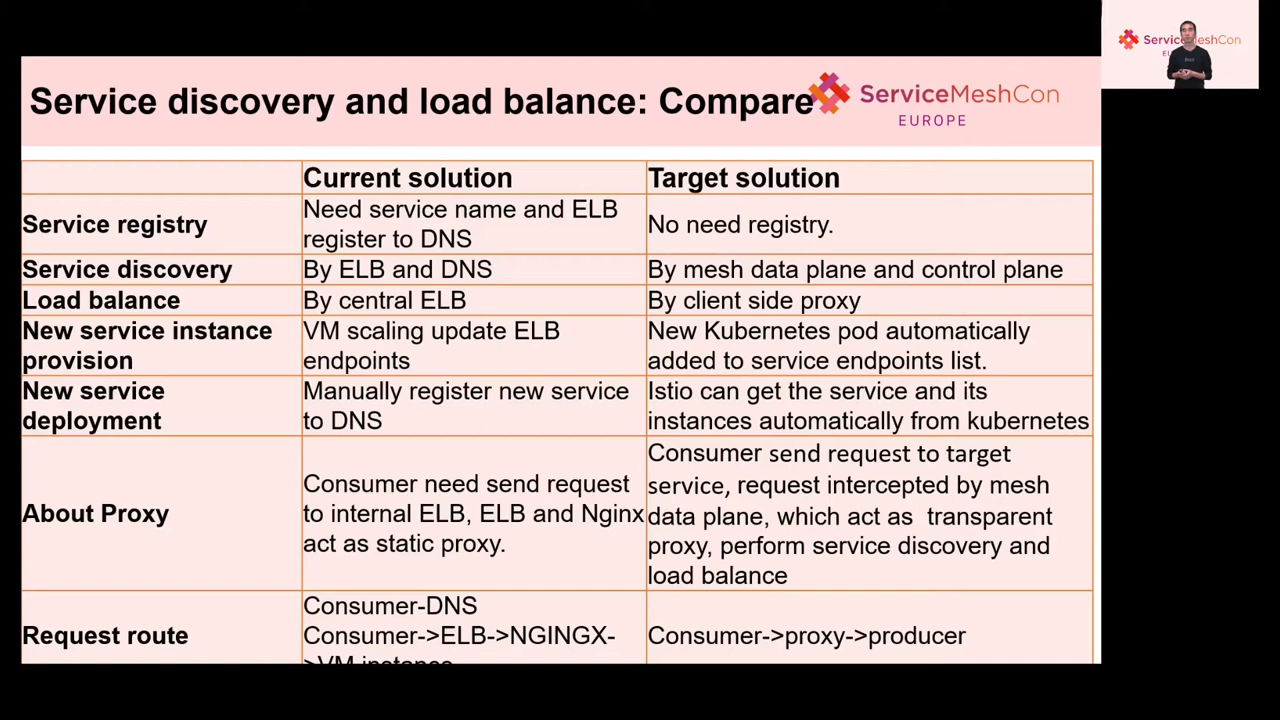 ServiceMeshCon
EUROPE
Service discovery and load balance: Compare
ServiceMeshCon
EUROPE
Current solution
Target solution
Service registry
Need service name and ELB
register to DNS
No need registry.
Service discovery
By ELB and DNS
By mesh data plane and control plane
Load balance
By central ELB
By client side proxy
New service instance
provision
VM scaling update ELB
endpoints
New Kubernetes pod automatically
added to service endpoints list.
New service
deployment
Manually register new service
to DNS
Istio can get the service and its
instances automatically from kubernetes
About Proxy
Consumer need send request
to internal ELB, ELB and Nginx
act as static proxy.
Consumer send request to target
service, request intercepted by mesh
data plane, which act as transparent
proxy, perform service discovery and
load balance
Request route
Consumer-DNS
Consumer->ELB->NGINGX-
>VM instance
Consumer->proxy->producer